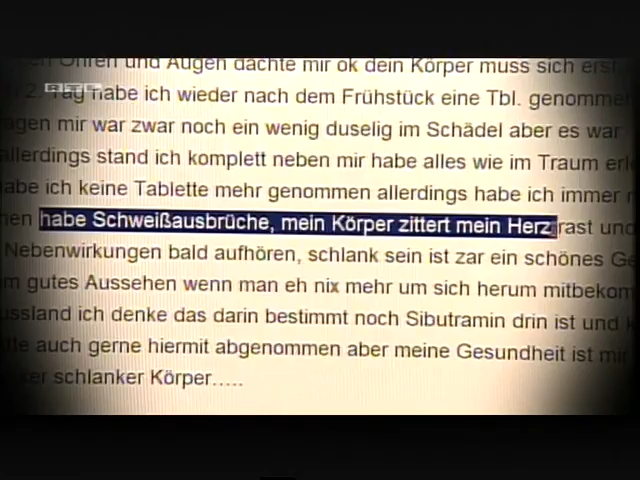 Ohren und Augen dachte mir ok dein Körper muss sich erst
RTL
2. Tag habe ich wieder nach dem Frühstück eine Tbl. genommen
mir war zwar noch ein wenig duselig im Schädel aber es war
allerdings stand ich komplett neben mir habe alles wie im Traum
habe ich keine Tablette mehr genommen allerdings habe ich immer
habe Schweißausbrüche, mein Körper zittert mein Herz rast und
Nebenwirkungen bald aufhören, schlank sein ist zar ein schönes
gutes Aussehen wenn man eh nix mehr um sich herum
ich denke das darin bestimmt noch Sibutramin drin ist und
auch gerne hiermit abgenommen aber meine Gesundheit ist mir
schlanker Körper.....